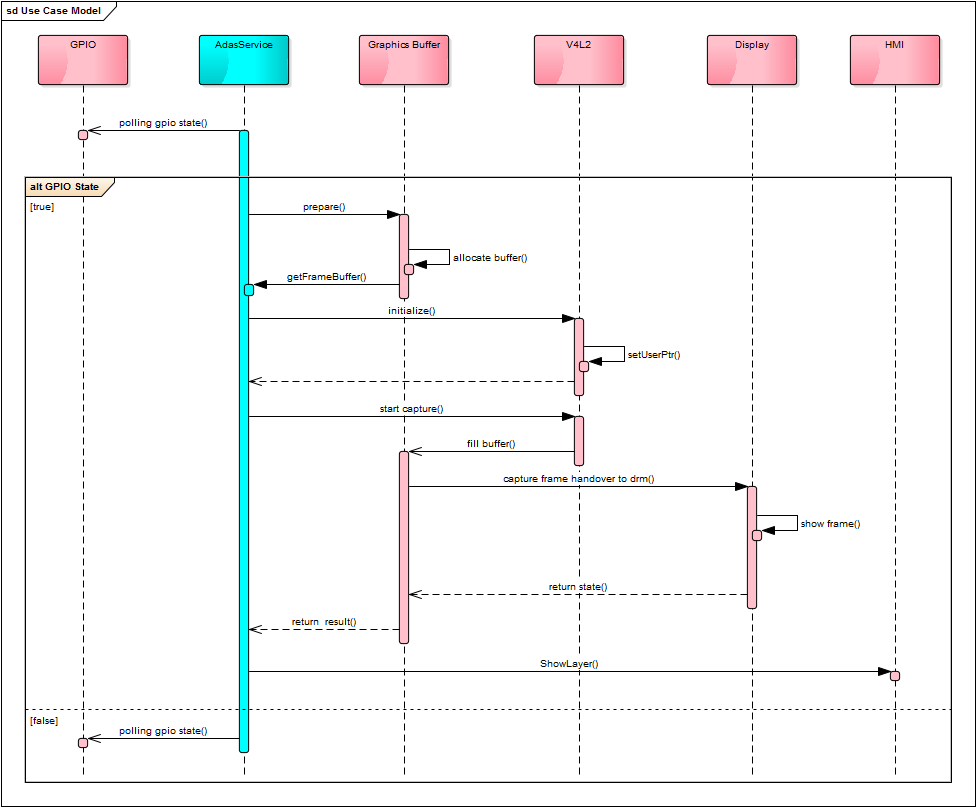 sd Use Case Model
GPIO
AdasService
Graphics Buffer
V4L2
Display
HMI
polling gpio state()
alt GPIO State
[true]
prepare()
allocate buffer()
getFrameBuffer()
initialize()
setUserPtr()
start capture()
fill buffer()
capture frame handover to drm()
show frame()
return state()
return  result()
ShowLayer()
[false]
polling gpio state()